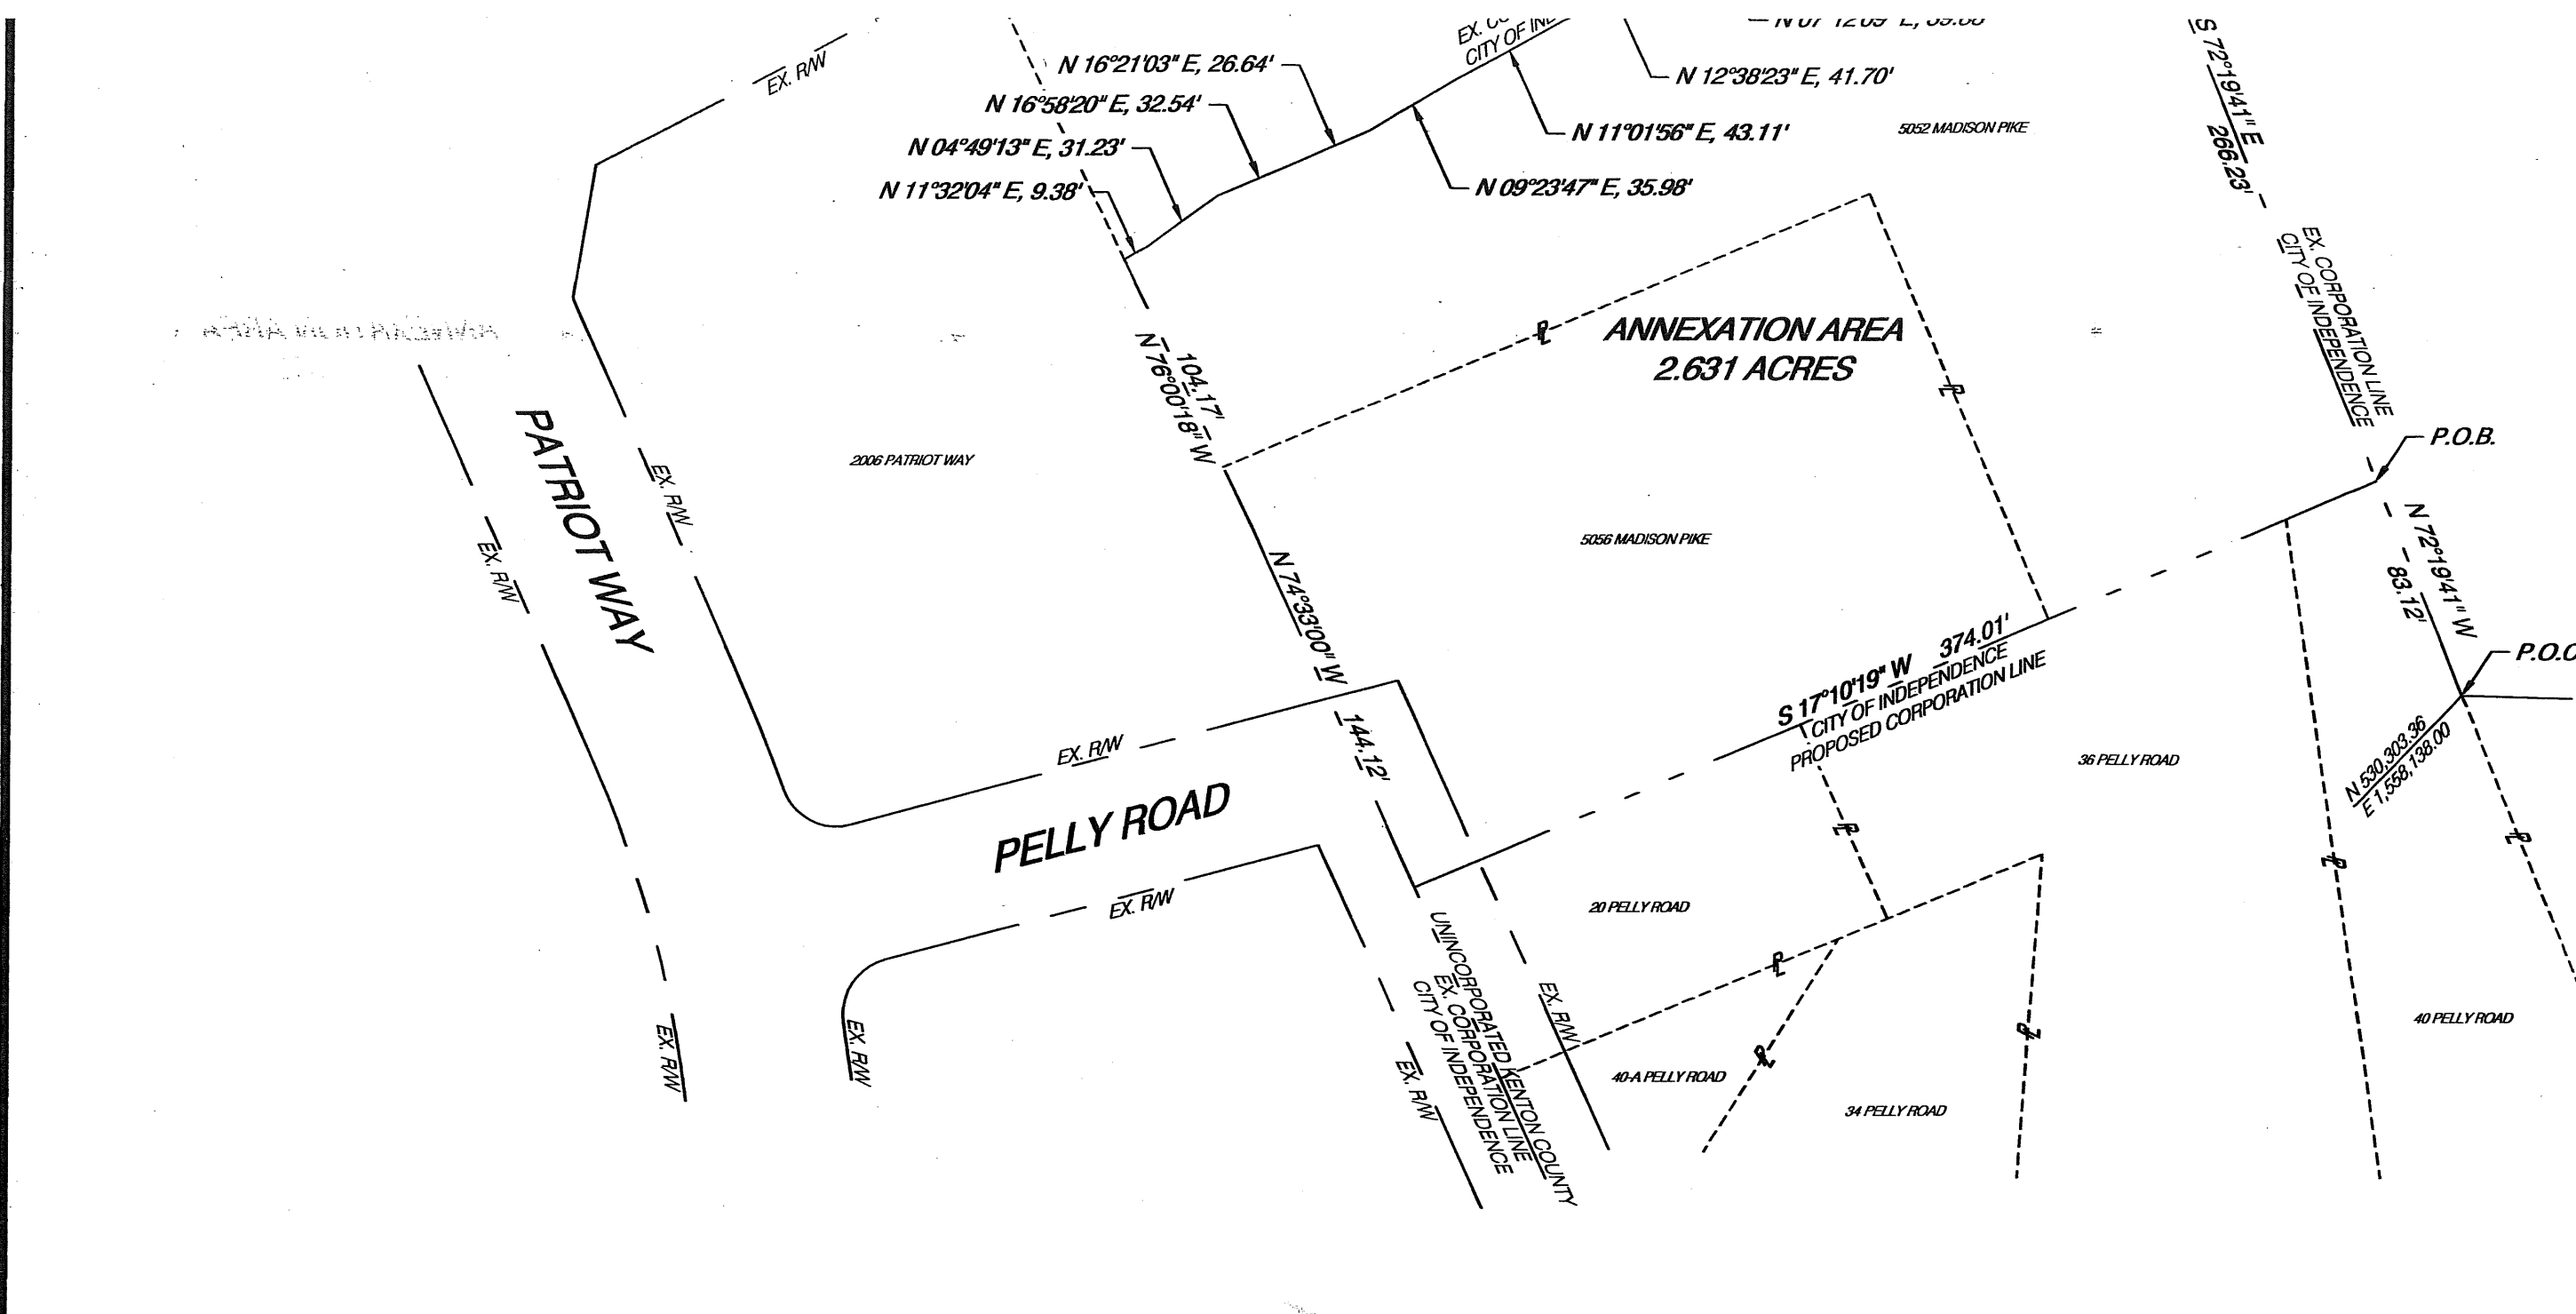 EX. R/W
N 16°21'03" E, 26.64'
N 16°58'20" E, 32.54'
N 04°49'13" E, 31.23'
N 11°32'04" E, 9.38'
EX.
CITY OF IND
N 12°38'23" E, 41.70'
N 11°01'56" E, 43.11'
N 09°23'47" E, 35.98'
5052 MADISON PIKE
S 72°19'41" E
266.23'
EX. CORPORATION LINE
CITY OF INDEPENDENCE
P.O.B.
ANNEXATION AREA
2.631 ACRES
104.17'
N 76°00'18" W
2006 PATRIOT WAY
PATRIOT WAY
EX. R/W
EX. R/W
5056 MADISON PIKE
N 74°33'00" W
144.12'
N 72°19'41" W
83.12'
P.O.C
N 530,303.36
E 1,558,138.00
S 17°10'19" W 374.01'
CITY OF INDEPENDENCE
PROPOSED CORPORATION LINE
36 PELLY ROAD
EX. R/W
PELLY ROAD
EX. R/W
20 PELLY ROAD
UNINCORPORATED KENTON COUNTY
EX. CORPORATION LINE
CITY OF INDEPENDENCE
EX. R/W
EX. R/W
EX. R/W
EX. R/W
40-A PELLY ROAD
34 PELLY ROAD
40 PELLY ROAD